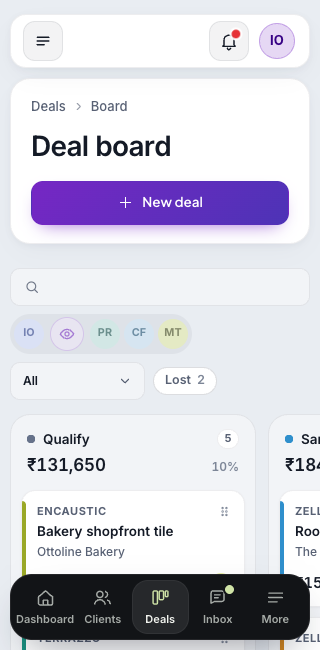 IO
Deals > Board
Deal board
+ New deal
IO PR CF MT
All
Lost 2
Qualify 5
₹131,650 10%
ENCAUSTIC
Bakery shopfront tile
Ottoline Bakery
Dashboard Clients Deals Inbox More